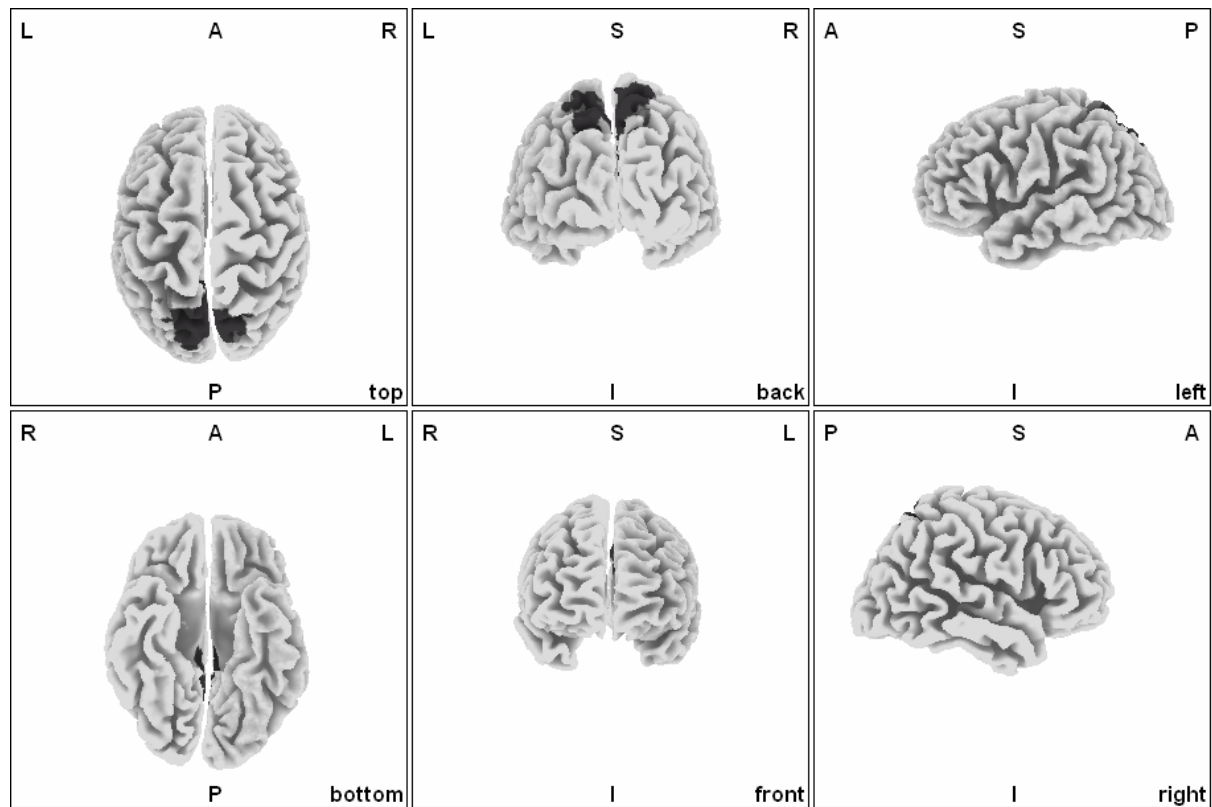 L A R
P top
L S R
I back
A S P
I left
R A L
P bottom
R S L
I front
P S A
I right